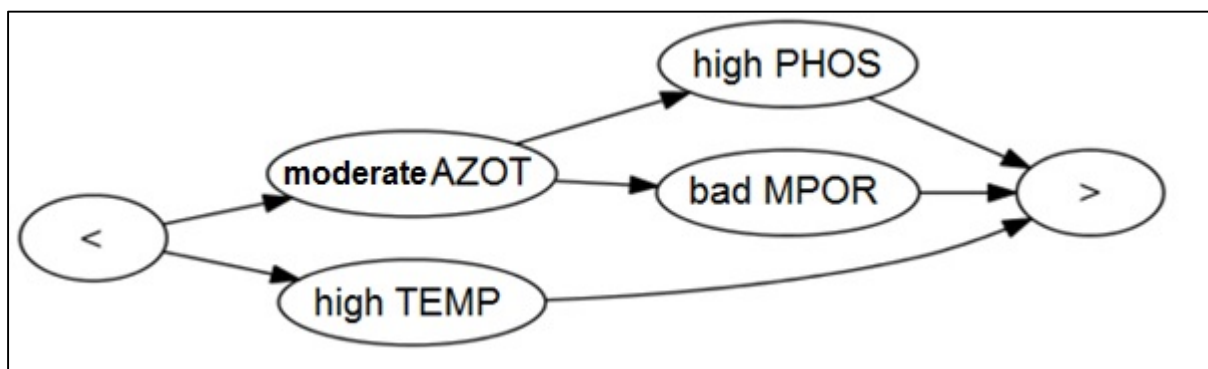 high PHOS
moderate AZOT
bad MPOR
<
>
high TEMP